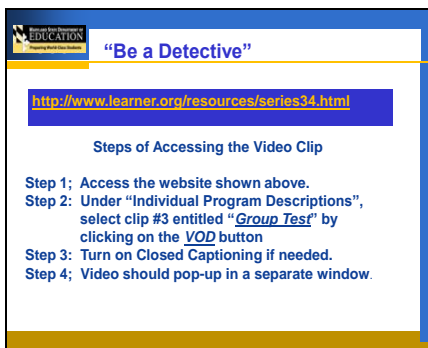 MARYLAND STATE DEPARTMENT OF
EDUCATION
Preparing World-Class Students
“Be a Detective”
http://www.learner.org/resources/series34.html
Steps of Accessing the Video Clip
Step 1; Access the website shown above.
Step 2: Under “Individual Program Descriptions”,
select clip #3 entitled “Group Test” by
clicking on the VOD button
Step 3: Turn on Closed Captioning if needed.
Step 4; Video should pop-up in a separate window.